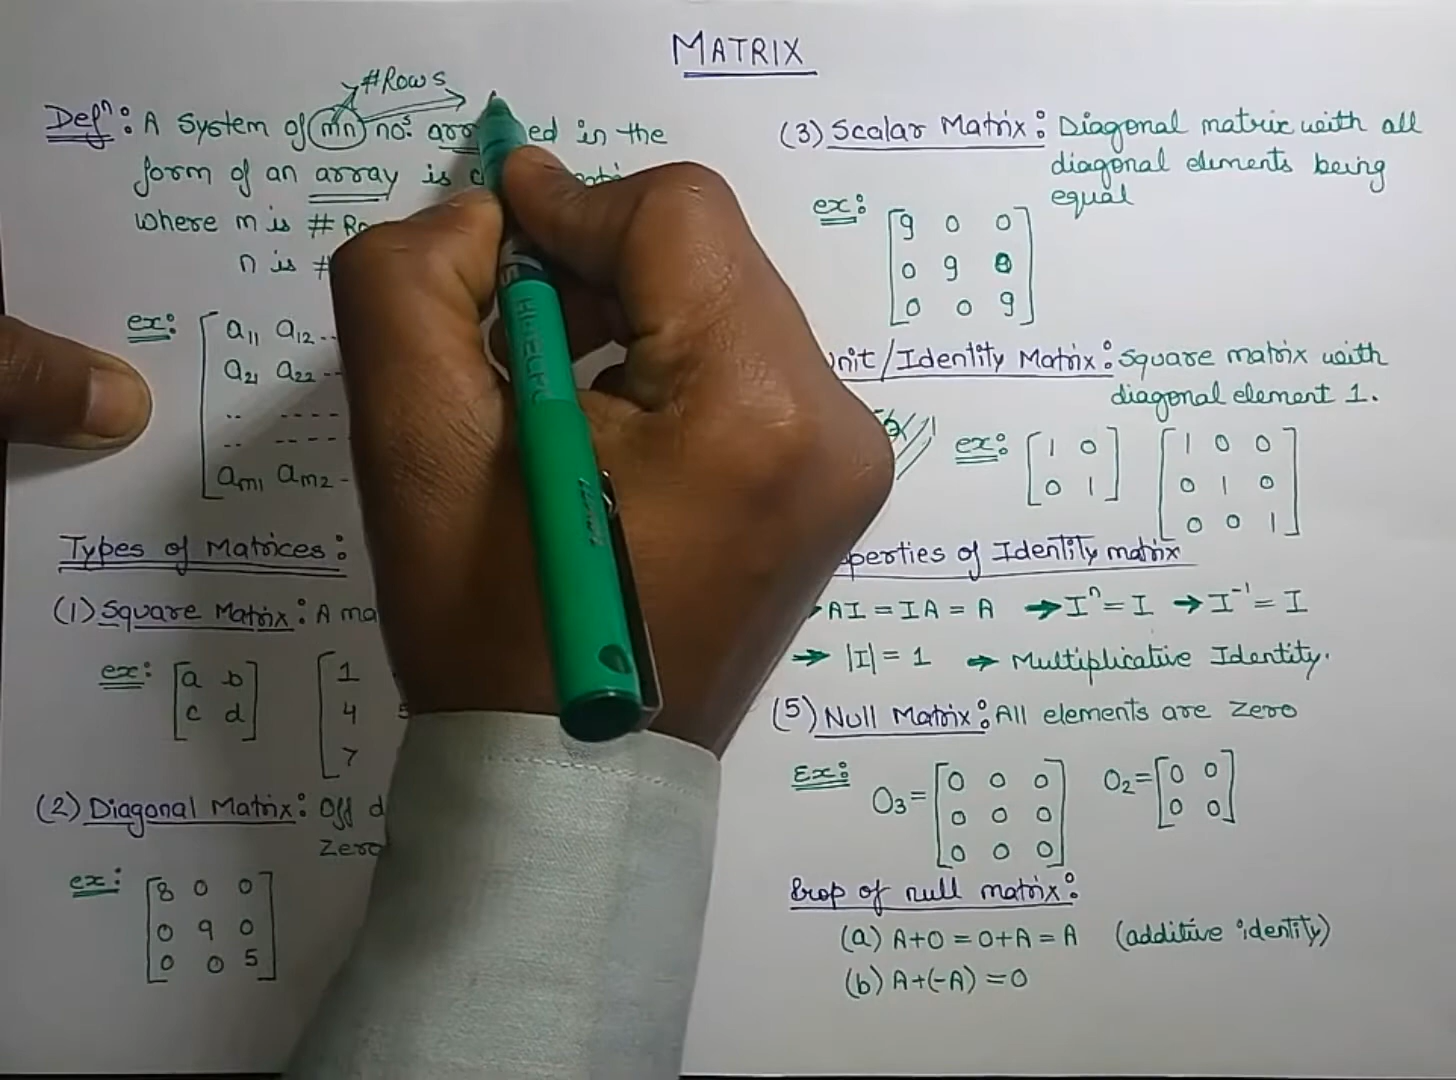 MATRIX
#Rows
Defⁿ: A System of mn noˢ. ed in the
form of an array is
where m is #
n is #
ex: [a₁₁ a₁₂ ..
a₂₁ a₂₂ ..
.. ----
.. ----
aₘ₁ aₘ₂ -
Types of Matrices:
(1) Square Matrix: A
ex: [a b] [1
c d 4
7
(2) Diagonal Matrix: Off
Zero
ex: [8 0 0]
0 9 0
0 0 5
(3) Scalar Matrix: Diagonal matrix with all
diagonal elements being
equal
ex: [9 0 0]
0 9 0
0 0 9
/Identity Matrix: Square matrix with
diagonal element 1.
ex: [1 0] [1 0 0]
0 1 0 1 0
0 0 1
of Identity matrix
AI = IA = A → Iⁿ = I → I⁻¹ = I
→ |I| = 1 → Multiplicative Identity.
(5) Null Matrix: All elements are Zero
Ex: O₃ = [0 0 0] O₂ = [0 0]
0 0 0 0 0
0 0 0
Prop of null matrix:
(a) A+O = O+A = A (additive identity)
(b) A+(-A) = O
HI-TECPOINT